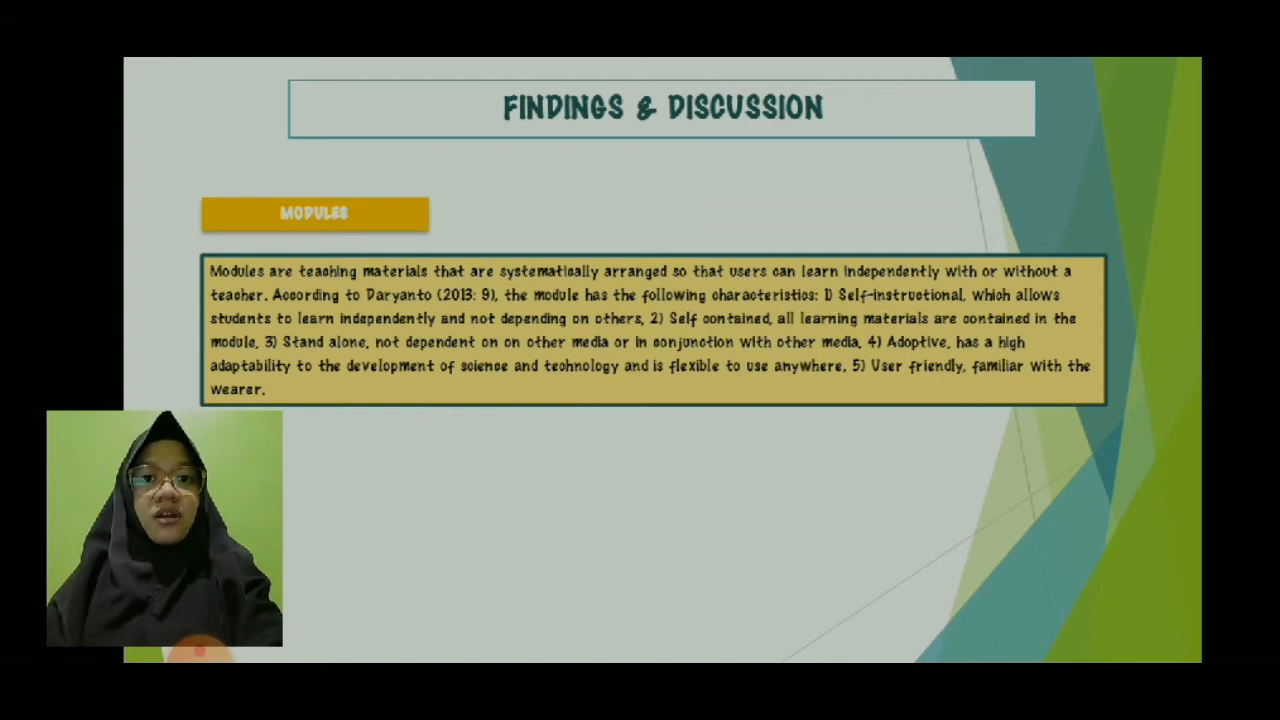 FINDINGS & DISCUSSION
MODULES
Modules are teaching materials that are systematically arranged so that users can learn independently with or without a
teacher. According to Daryanto (2013: 9), the module has the following characteristics: 1) Self-instructional, which allows
students to learn independently and not depending on others, 2) Self contained, all learning materials are contained in the
module, 3) Stand alone, not dependent on on other media or in conjunction with other media, 4) Adoptive, has a high
adaptability to the development of science and technology and is flexible to use anywhere, 5) User friendly, familiar with the
wearer.